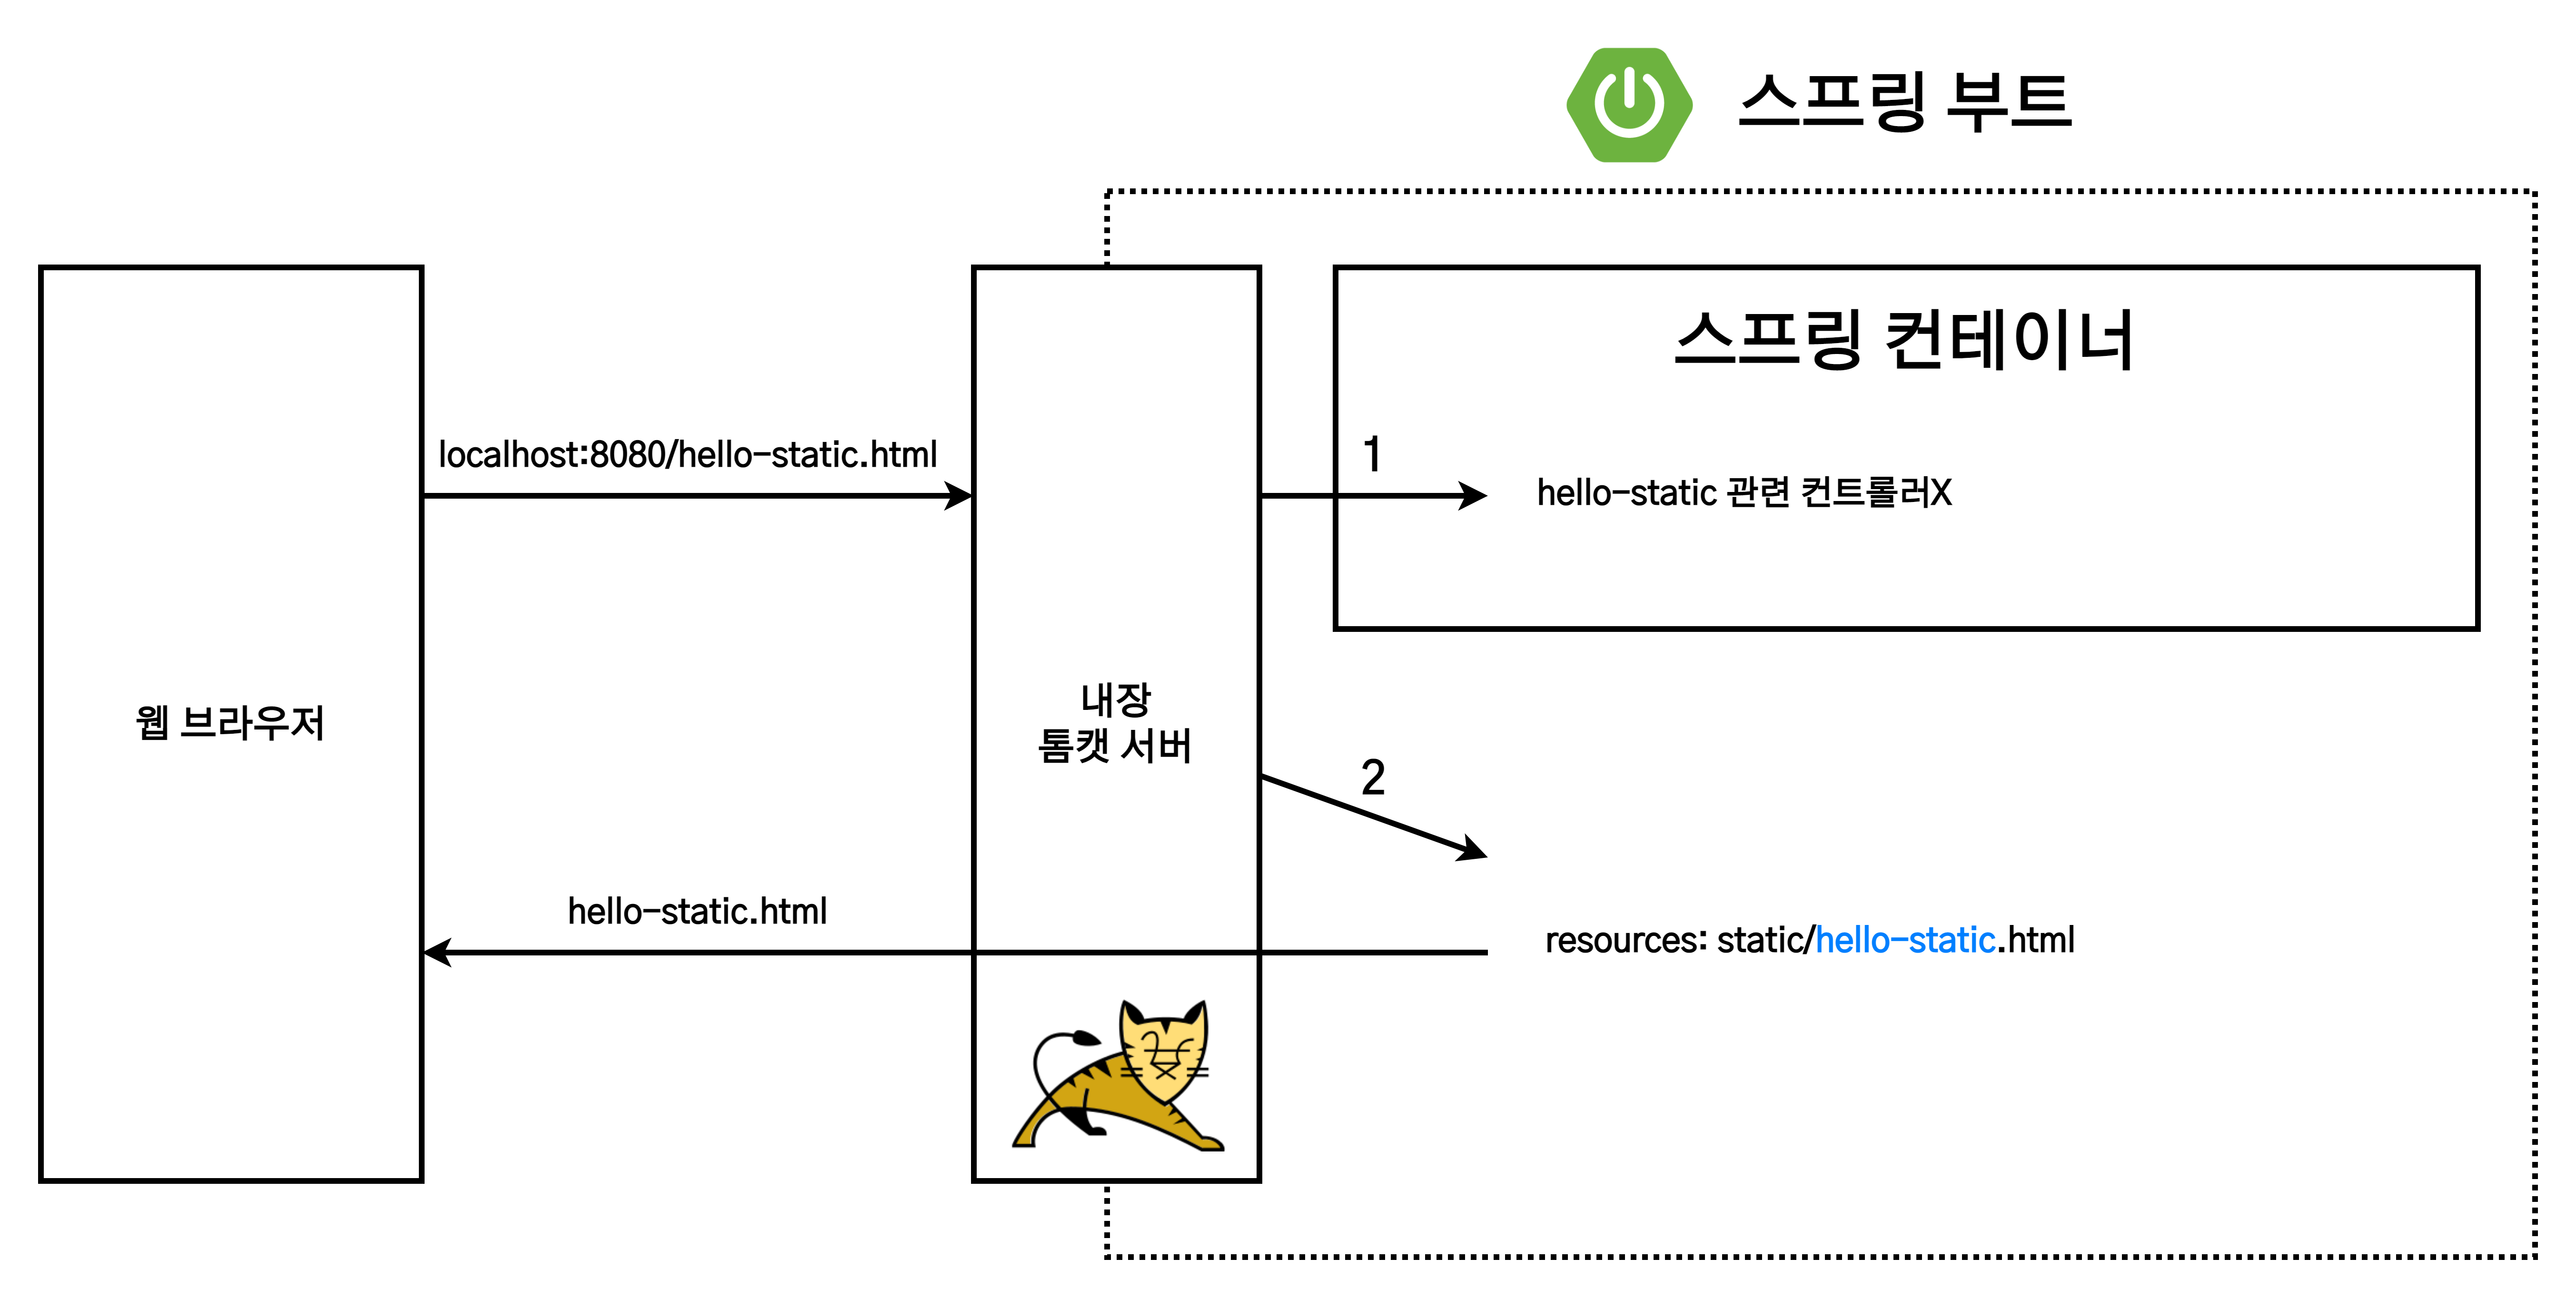 스프링 부트
스프링 컨테이너
localhost:8080/hello-static.html
1
hello-static 관련 컨트롤러X
웹 브라우저
내장
톰캣 서버
2
hello-static.html
resources: static/hello-static.html